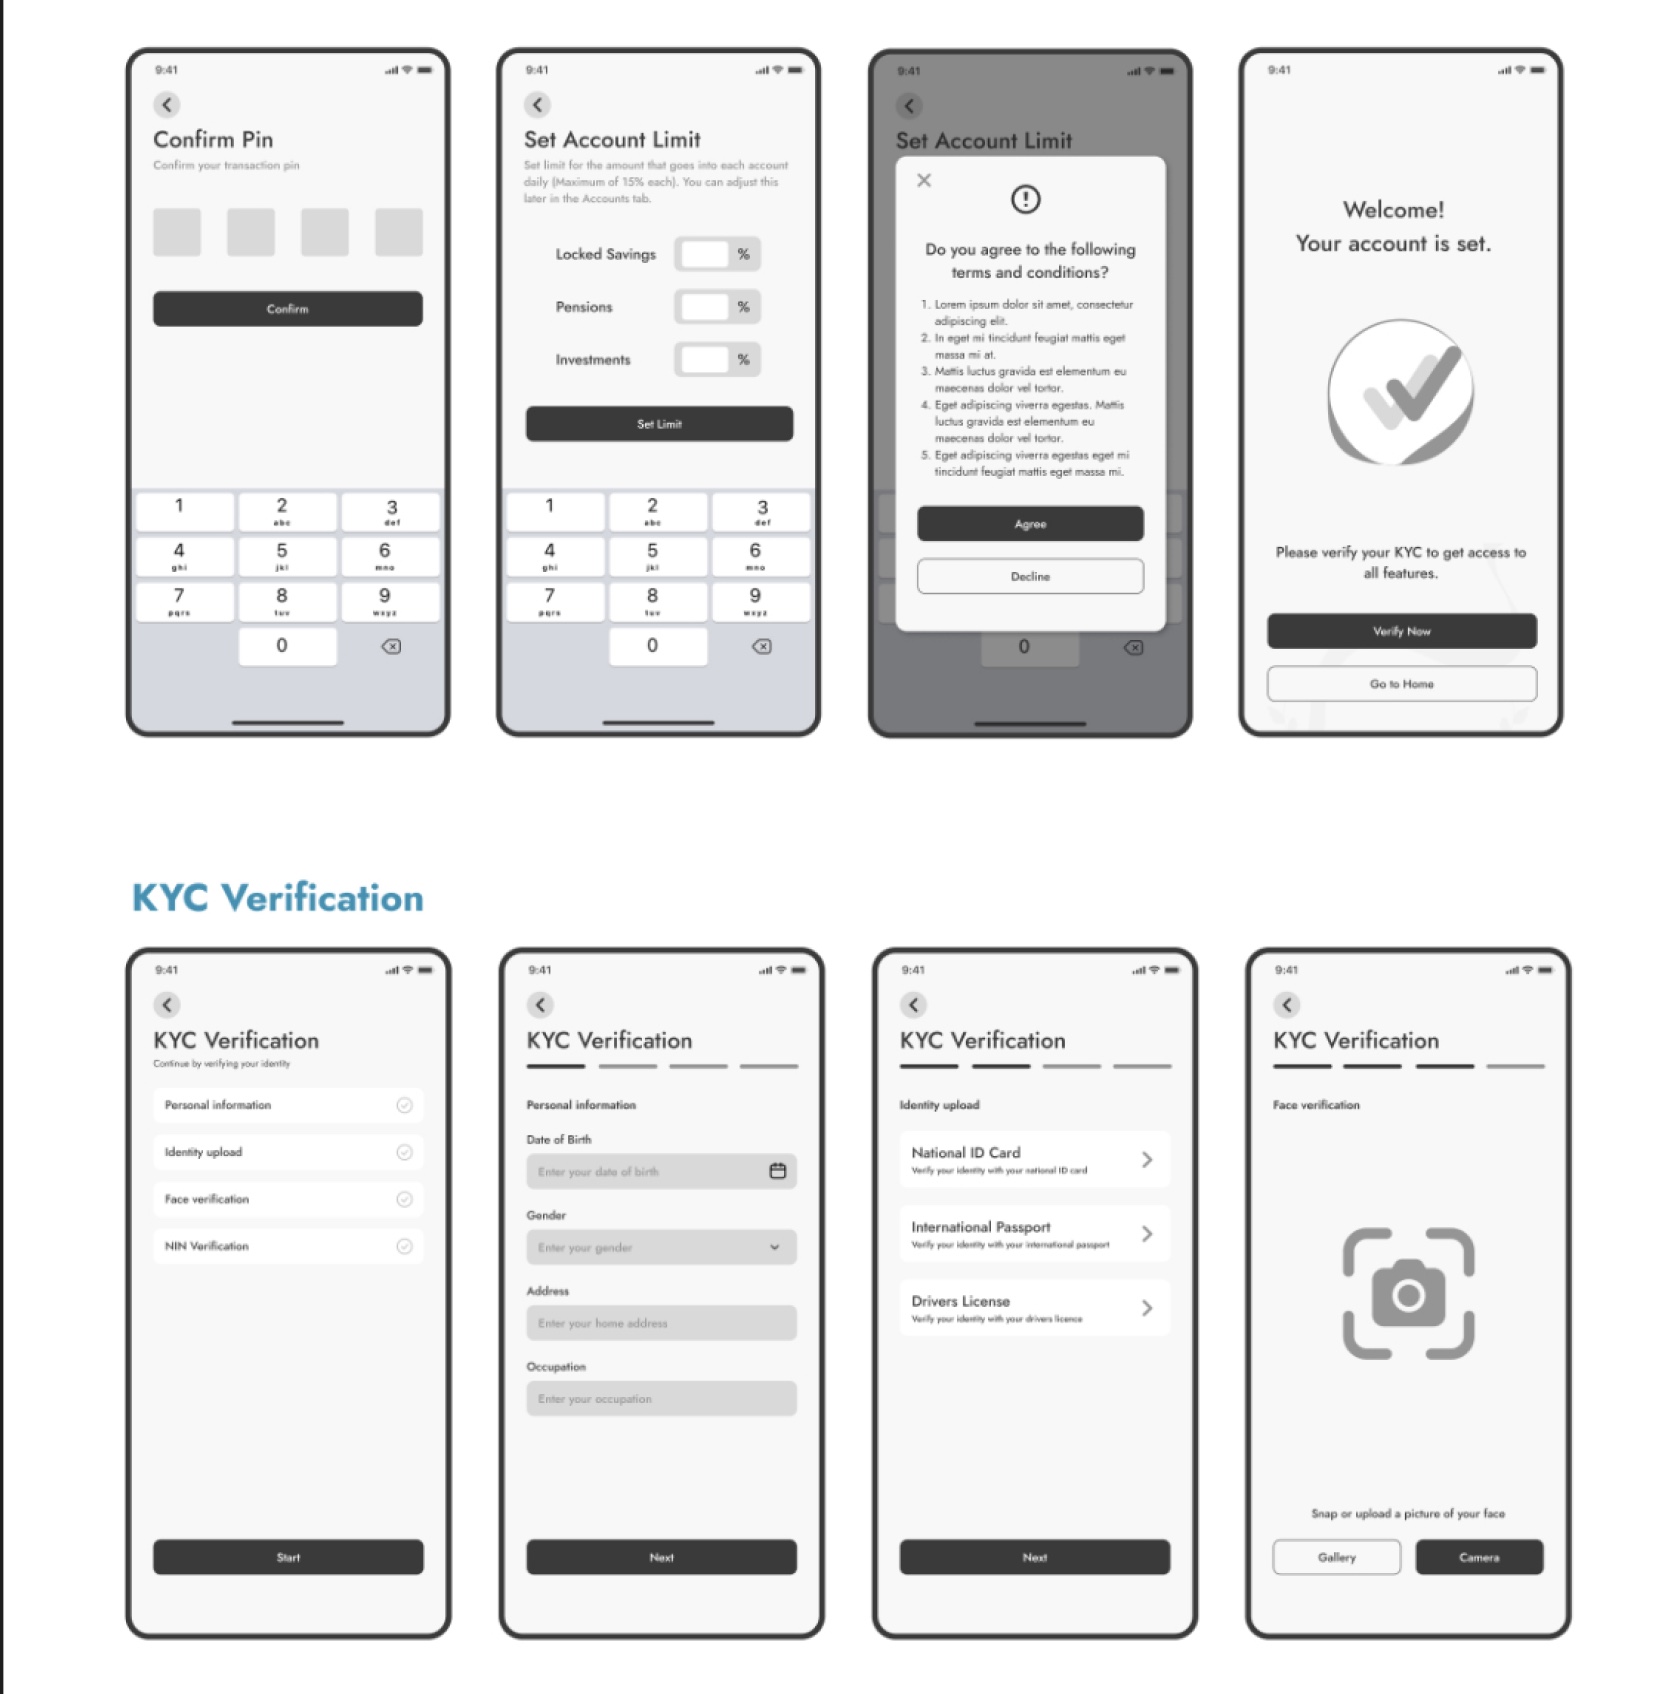 9:41
Confirm Pin
Confirm your transaction pin
Confirm
1
2
abc
3
def
4
ghi
5
jkl
6
mno
7
pqrs
8
tuv
9
wxyz
0
9:41
Set Account Limit
Set limit for the amount that goes into each account
daily (Maximum of 15% each). You can adjust this
later in the Accounts tab.
Locked Savings %
Pensions %
Investments %
Set Limit
1
2
abc
3
def
4
ghi
5
jkl
6
mno
7
pqrs
8
tuv
9
wxyz
0
9:41
Set Account Limit
Do you agree to the following
terms and conditions?
1. Lorem ipsum dolor sit amet, consectetur
adipiscing elit.
2. In eget mi tincidunt feugiat mattis eget
massa mi at.
3. Mattis luctus gravida est elementum eu
maecenas dolor vel tortor.
4. Eget adipiscing viverra egestas. Mattis
luctus gravida est elementum eu
maecenas dolor vel tortor.
5. Eget adipiscing viverra egestas eget mi
tincidunt feugiat mattis eget massa mi.
Agree
Decline
0
9:41
Welcome!
Your account is set.
Please verify your KYC to get access to
all features.
Verify Now
Go to Home
KYC Verification
9:41
KYC Verification
Continue by verifying your identity
Personal information
Identity upload
Face verification
NIN Verification
Start
9:41
KYC Verification
Personal information
Date of Birth
Enter your date of birth
Gender
Enter your gender
Address
Enter your home address
Occupation
Enter your occupation
Next
9:41
KYC Verification
Identity upload
National ID Card
Verify your identity with your national ID card
International Passport
Verify your identity with your international passport
Drivers License
Verify your identity with your drivers licence
Next
9:41
KYC Verification
Face verification
Snap or upload a picture of your face
Gallery
Camera